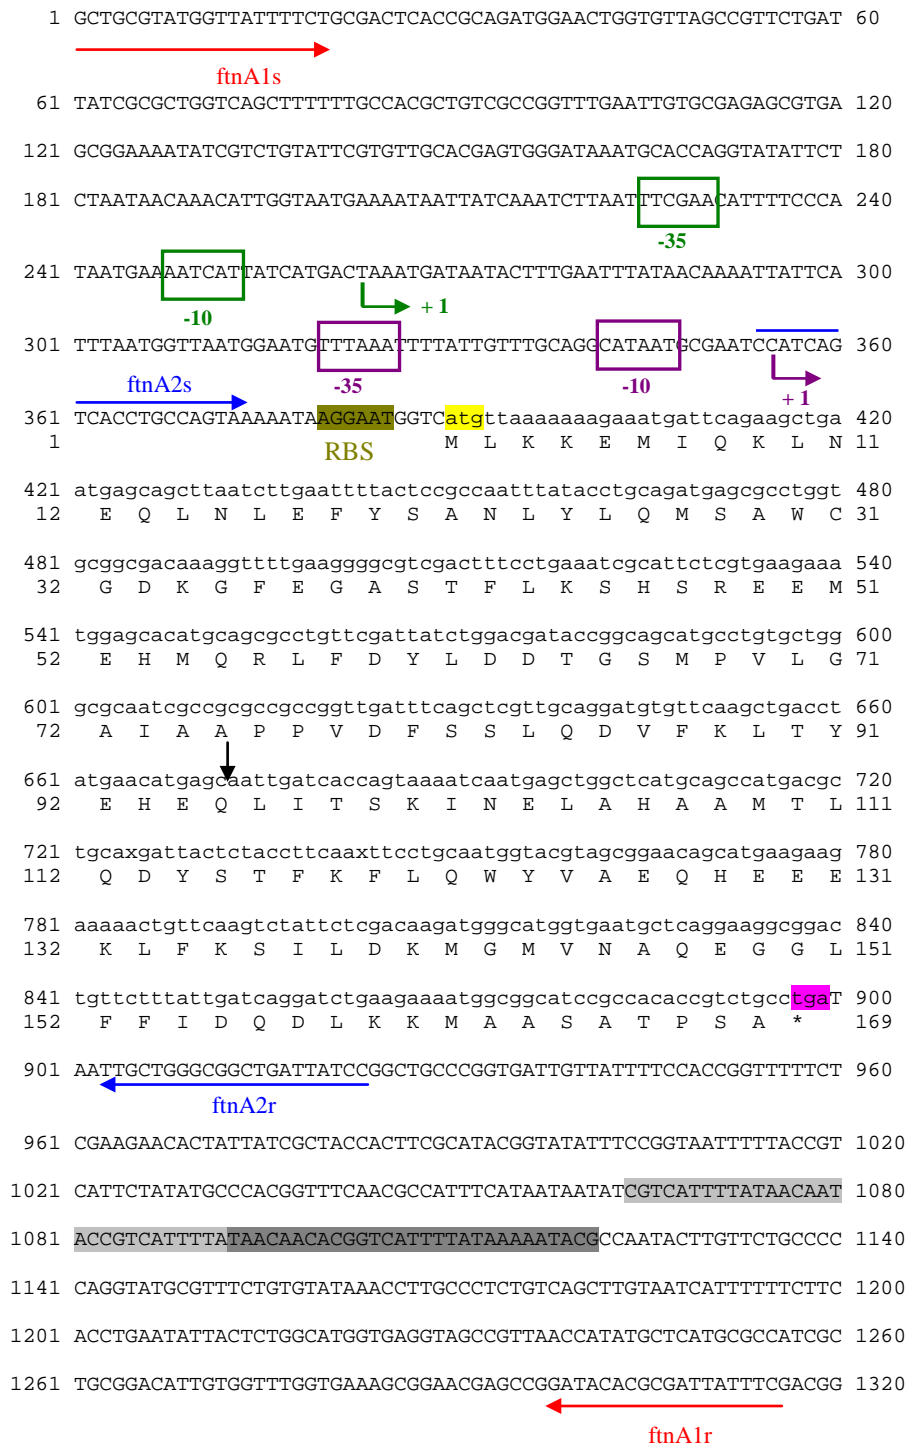 1 GCTGCGTATGGTTATTTTCTGCGACTCACCGCAGATGGAACTGGTGTTAGCCGTTCTGAT 60
ftnA1s
61 TATCGCGCTGGTCAGCTTTTTTGCCACGCTGTCGCCGGTTTGAATTGTGCGAGAGCGTGA 120
121 GCGGAAAATATCGTCTGTATTCGTGTTGCACGAGTGGGATAAATGCACCAGGTATATTCT 180
181 CTAATAACAAACATTGGTAATGAAAATAATTATCAAATCTTAATTTCGAACATTTTCCCA 240
-35
241 TAATGAAAATCATTATCATGACTAAATGATAATACTTTGAATTTATAACAAAATTATTCA 300
-10 + 1
301 TTTAATGGTTAATGGAATGTTTAAATTTTATTGTTTGCAGGCATAATGCGAATCCATCAG 360
ftnA2s -35 -10 + 1
361 TCACCTGCCAGTAAAAATAAGGAATGGTCatgttaaaaaaagaaatgattcagaagctga 420
1 M L K K E M I Q K L N 11
RBS
421 atgagcagcttaatcttgaattttactccgccaatttatacctgcagatgagcgcctggt 480
12 E Q L N L E F Y S A N L Y L Q M S A W C 31
481 gcggcgacaaaggttttgaaggggcgtcgactttcctgaaatcgcattctcgtgaagaaa 540
32 G D K G F E G A S T F L K S H S R E E M 51
541 tggagcacatgcagcgcctgttcgattatctggacgataccggcagcatgcctgtgctgg 600
52 E H M Q R L F D Y L D D T G S M P V L G 71
601 gcgcaatcgccgcgccgccggttgatttcagctcgttgcaggatgtgttcaagctgacct 660
72 A I A A P P V D F S S L Q D V F K L T Y 91
661 atgaacatgagcaattgatcaccagtaaaatcaatgagctggctcatgcagccatgacgc 720
92 E H E Q L I T S K I N E L A H A A M T L 111
721 tgcaxgattactctaccttcaaxttcctgcaatggtacgtagcggaacagcatgaagaag 780
112 Q D Y S T F K F L Q W Y V A E Q H E E E 131
781 aaaaactgttcaagtctattctcgacaagatgggcatggtgaatgctcaggaaggcggac 840
132 K L F K S I L D K M G M V N A Q E G G L 151
841 tgttctttattgatcaggatctgaagaaaatggcggcatccgccacaccgtctgcctgaT 900
152 F F I D Q D L K K M A A S A T P S A * 169
901 AATTGCTGGGCGGCTGATTATCCGGCTGCCCGGTGATTGTTATTTTCCACCGGTTTTTCT 960
ftnA2r
961 CGAAGAACACTATTATCGCTACCACTTCGCATACGGTATATTTCCGGTAATTTTTACCGT 1020
1021 CATTCTATATGCCCACGGTTTCAACGCCATTTCATAATAATATCGTCATTTTATAACAAT 1080
1081 ACCGTCATTTTATAACAACACGGTCATTTTATAAAAATACGCCAATACTTGTTCTGCCCC 1140
1141 CAGGTATGCGTTTCTGTGTATAAACCTTGCCCTCTGTCAGCTTGTAATCATTTTTTCTTC 1200
1201 ACCTGAATATTACTCTGGCATGGTGAGGTAGCCGTTAACCATATGCTCATGCGCCATCGC 1260
1261 TGCGGACATTGTGGTTTGGTGAAAGCGGAACGAGCCGGATACACGCGATTATTTCGACGG 1320
ftnA1r